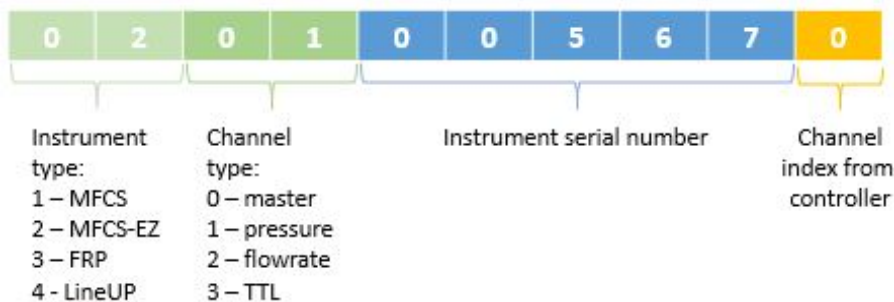 0 2 0 1 0 0 5 6 7 0
Instrument
type:
1 – MFCS
2 – MFCS-EZ
3 – FRP
4 - LineUP
Channel
type:
0 – master
1 – pressure
2 – flowrate
3 – TTL
Instrument serial number
Channel
index from
controller